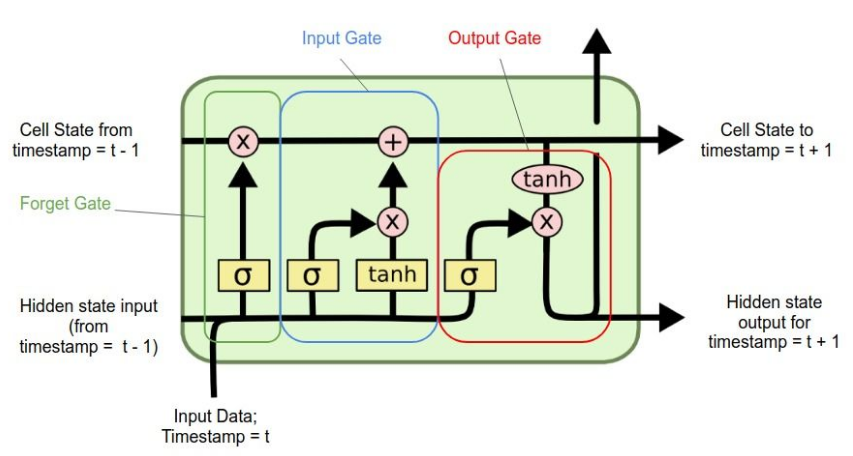 Input Gate
Output Gate
Cell State from
timestamp = t - 1
x
+
Cell State to
timestamp = t + 1
tanh
Forget Gate
x
x
σ
σ
tanh
σ
Hidden state input
(from
timestamp = t - 1)
Hidden state
output for
timestamp = t + 1
Input Data;
Timestamp = t